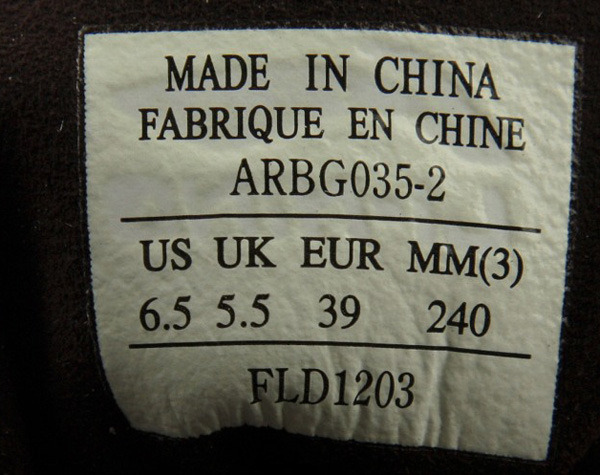 MADE IN CHINA
FABRIQUE EN CHINE
ARBG035-2
US UK EUR MM(3)
6.5 5.5 39 240
FLD1203